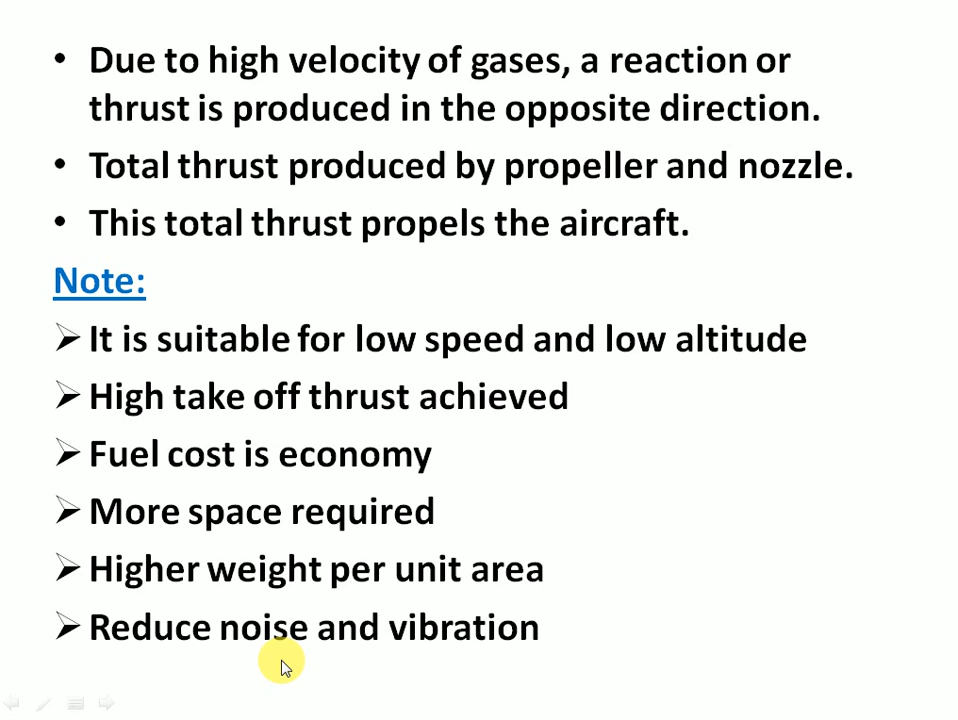 • Due to high velocity of gases, a reaction or
thrust is produced in the opposite direction.
• Total thrust produced by propeller and nozzle.
• This total thrust propels the aircraft.
Note:
➢ It is suitable for low speed and low altitude
➢ High take off thrust achieved
➢ Fuel cost is economy
➢ More space required
➢ Higher weight per unit area
➢ Reduce noise and vibration